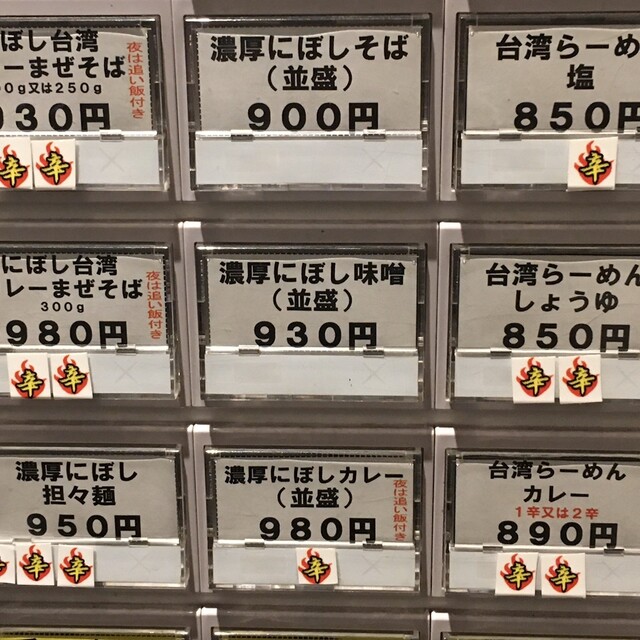 ぼし台湾
ーまぜそば
0g又は250g
930円
夜は追い飯付き
辛
辛
濃厚にぼしそば
(並盛)
900円
台湾らーめ
塩
850円
辛
にぼし台湾
レーまぜそば
300g
980円
夜は追い飯付き
辛
辛
濃厚にぼし味噌
(並盛)
930円
台湾らーめん
しょうゆ
850円
辛
辛
濃厚にぼし
担々麺
950円
辛
辛
濃厚にぼしカレー
(並盛)
980円
夜は追い飯付き
辛
台湾らーめん
カレー
1辛又は2辛
890円
辛
辛